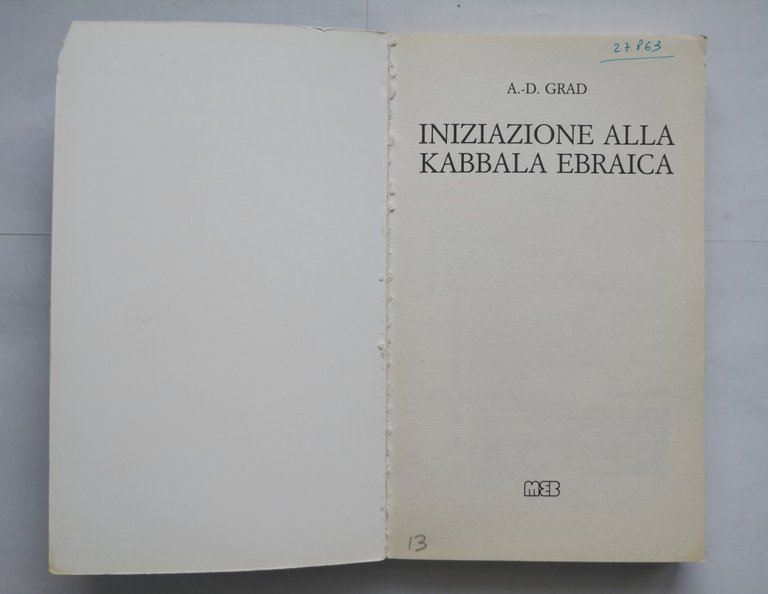 27863
A.-D. GRAD
INIZIAZIONE ALLA
KABBALA EBRAICA
MEB
13